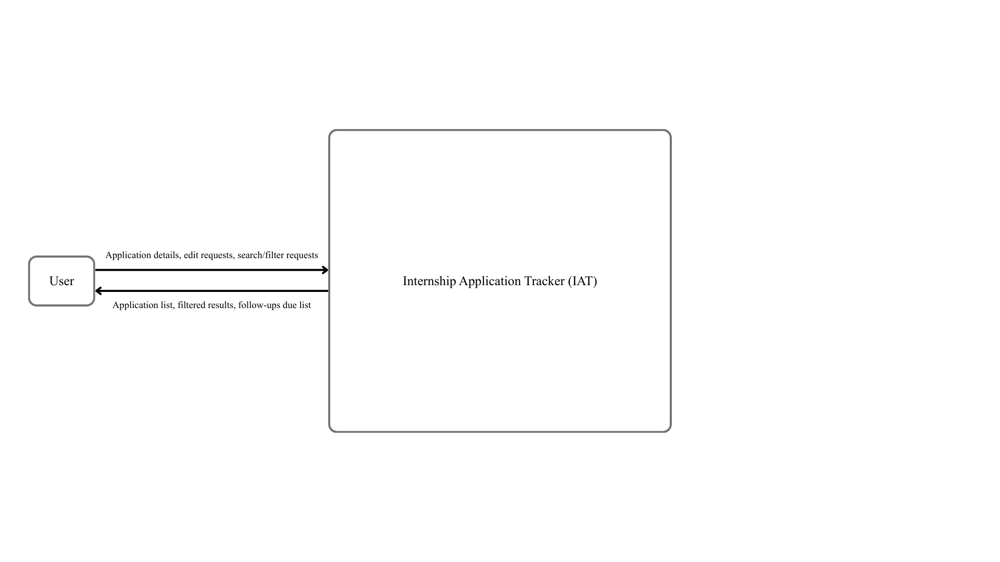 Application details, edit requests, search/filter requests
User
Internship Application Tracker (IAT)
Application list, filtered results, follow-ups due list